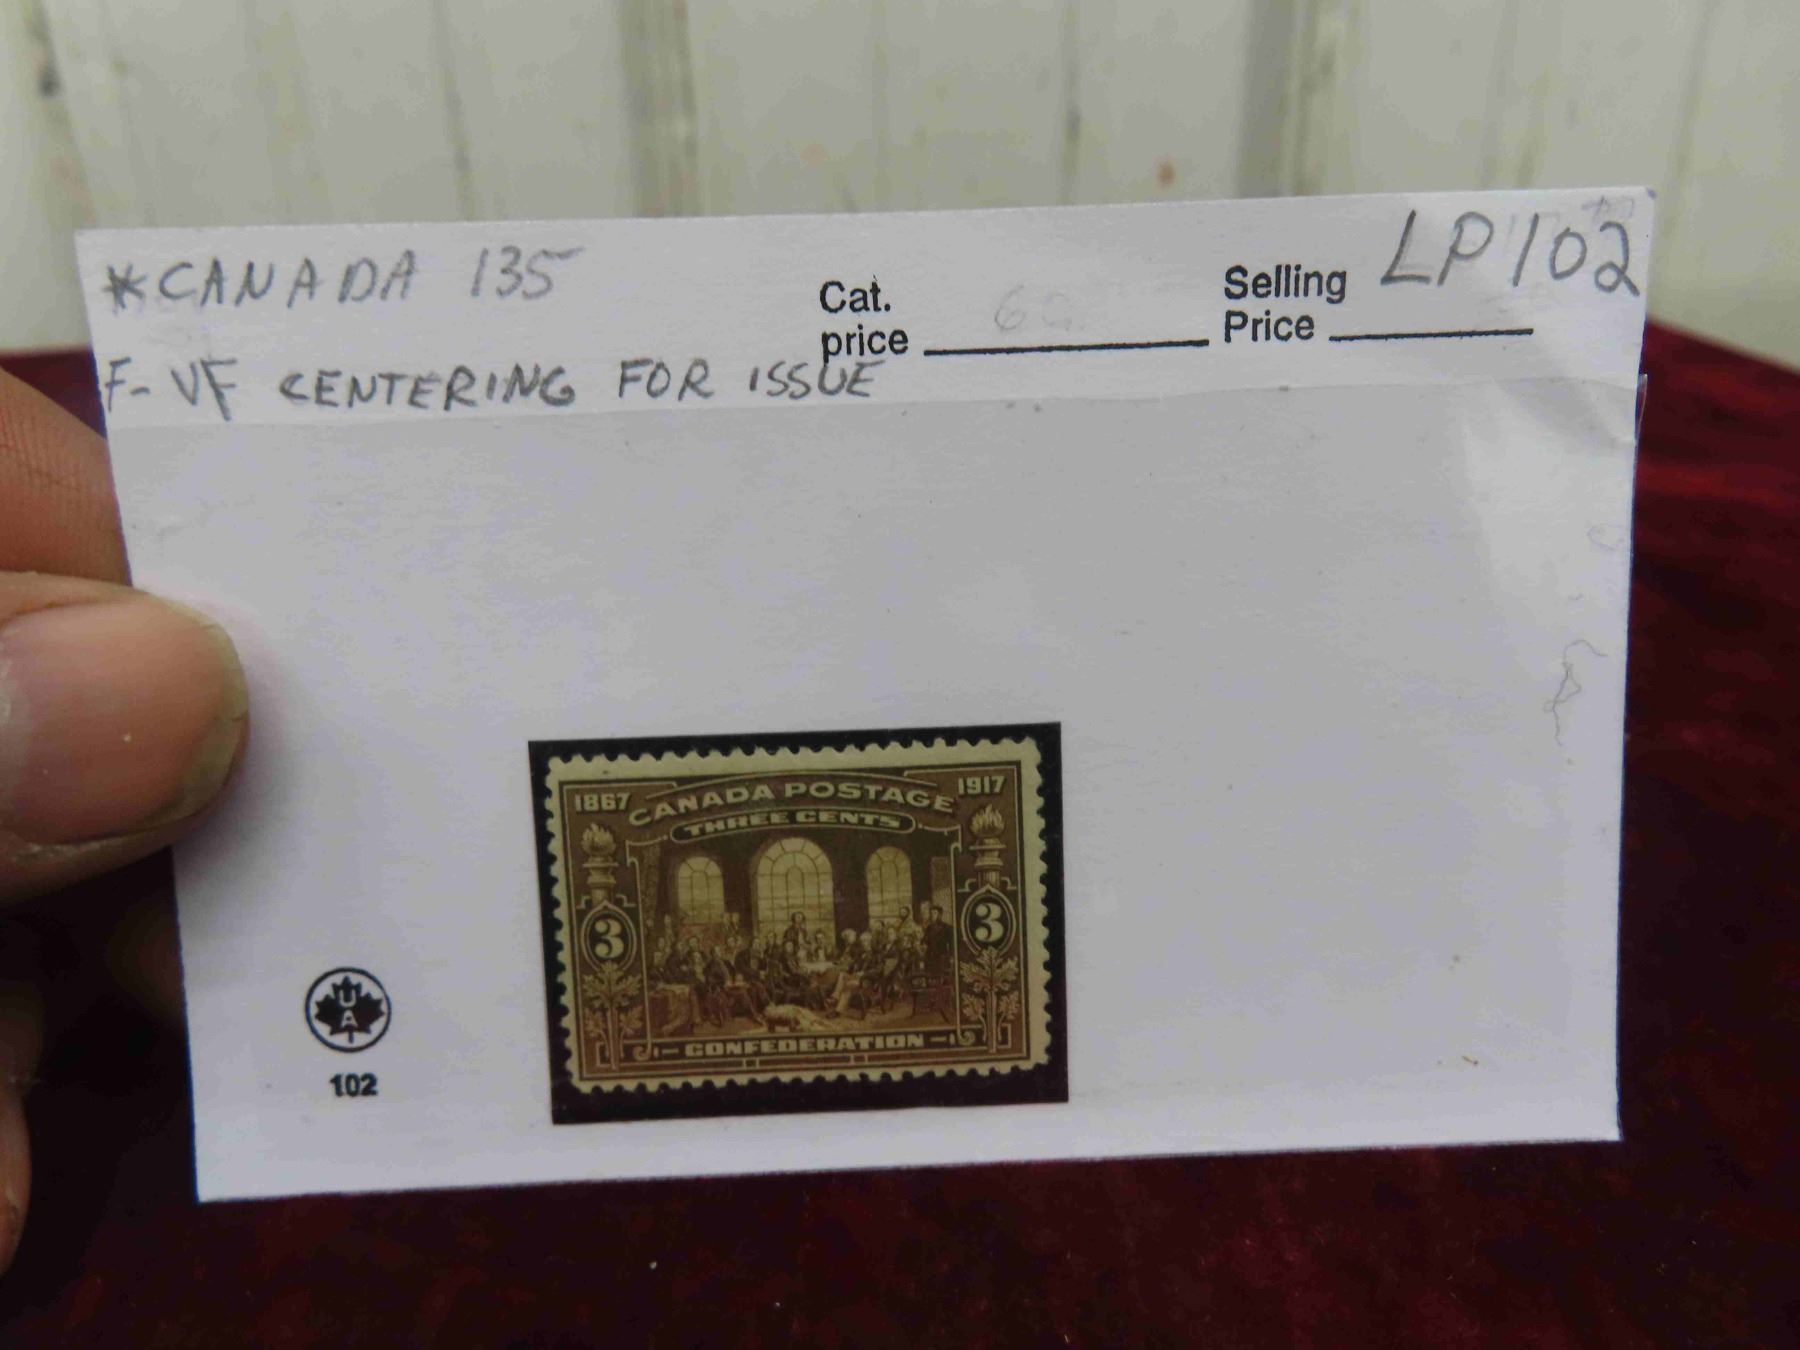 *CANADA 135
Cat. price
Selling Price
LP102
F-VF CENTERING FOR ISSUE
1867 CANADA POSTAGE 1917
THREE CENTS
3 3
CONFEDERATION
U
A
102